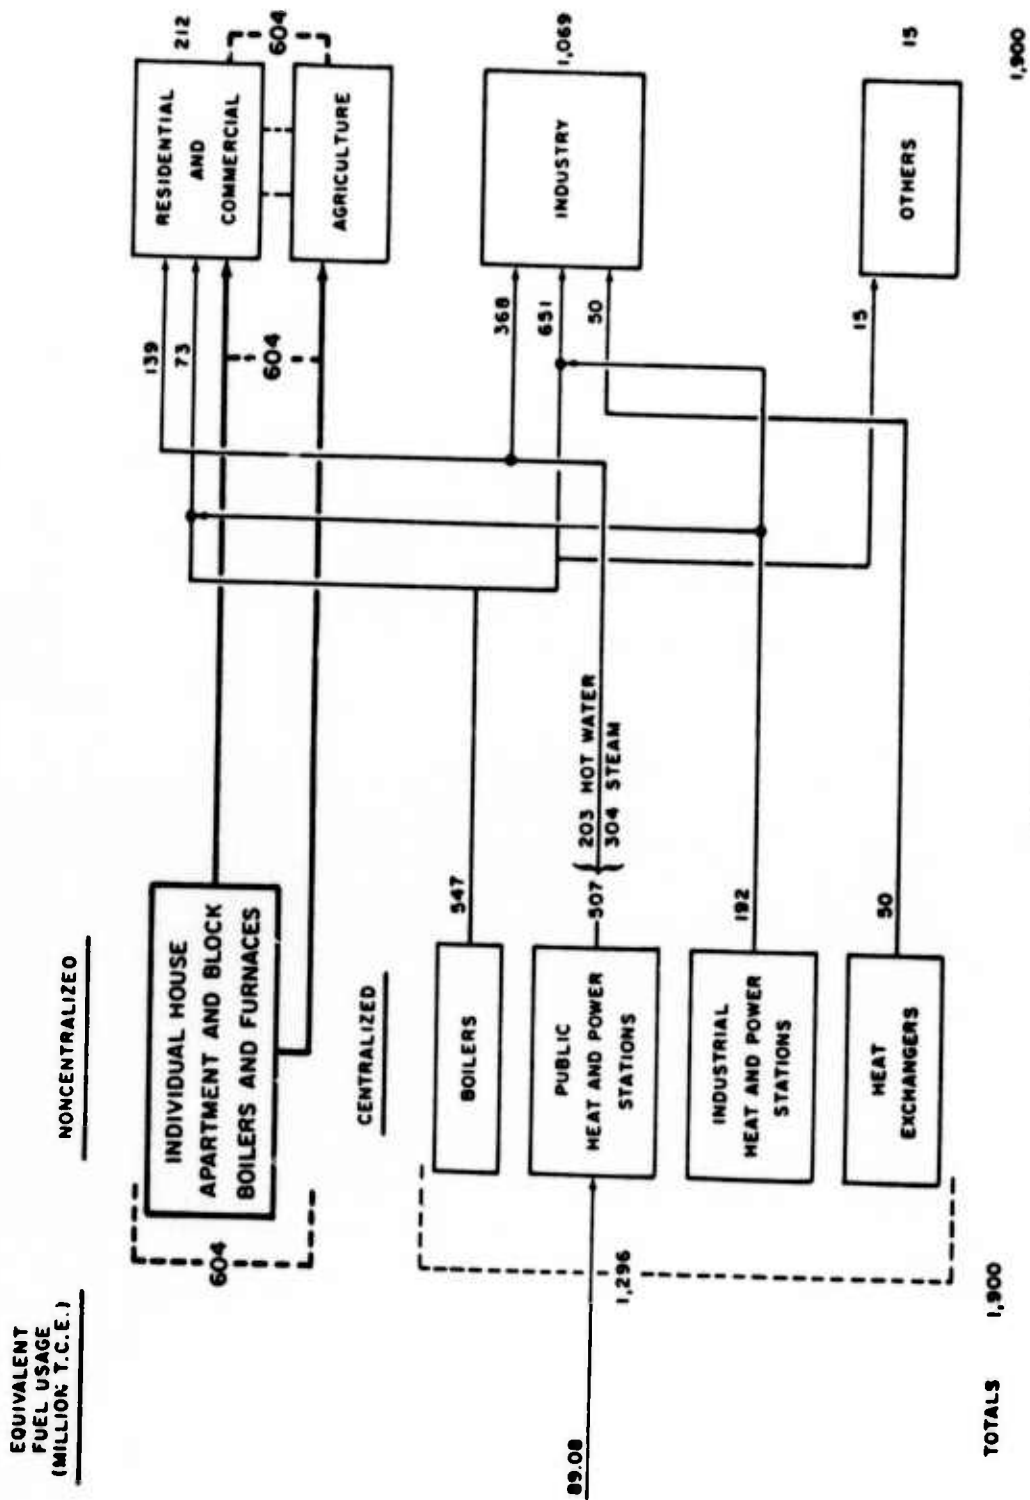 EQUIVALENT
FUEL USAGE
(MILLION T.C.E.)
NONCENTRALIZED
604
INDIVIDUAL HOUSE
APARTMENT AND BLOCK
BOILERS AND FURNACES
604
139
73
RESIDENTIAL
AND
COMMERCIAL
212
604
AGRICULTURE
CENTRALIZED
BOILERS
547
89.08
1,296
PUBLIC
HEAT AND POWER
STATIONS
507
203 HOT WATER
304 STEAM
368
651
50
INDUSTRY
1,069
INDUSTRIAL
HEAT AND POWER
STATIONS
192
HEAT
EXCHANGERS
50
15
OTHERS
15
TOTALS
1,900
1,900